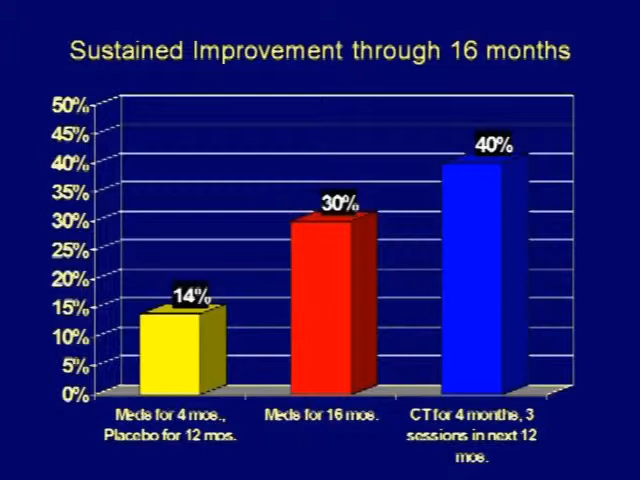 Sustained Improvement through 16 months
50%
45%
40%
35%
30%
25%
20%
15%
10%
5%
0%
14%
30%
40%
Meds for 4 mos.,
Placebo for 12 mos.
Meds for 16 mos.
CT for 4 months, 3
sessions in next 12
mos.